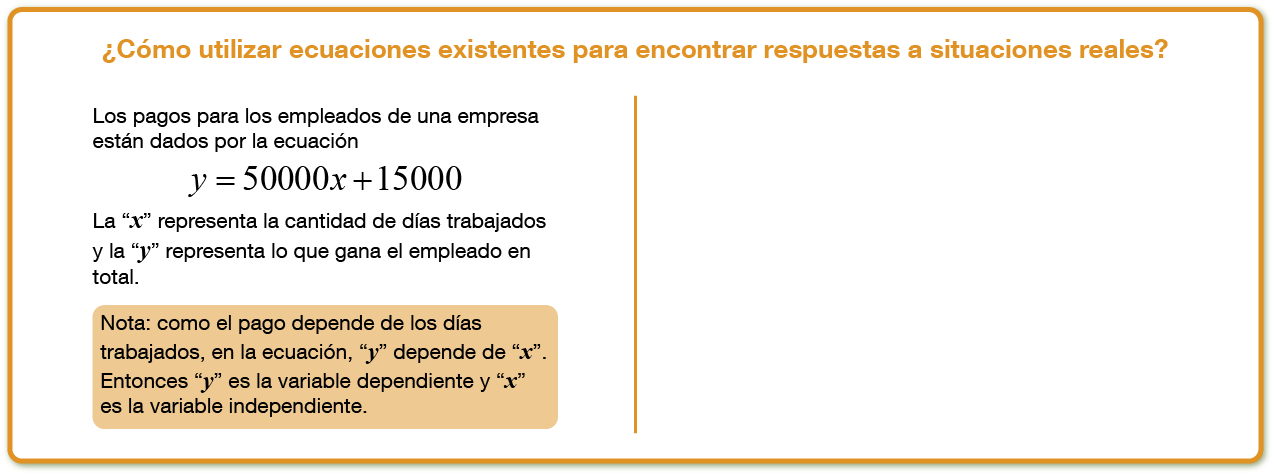 ¿Cómo utilizar ecuaciones existentes para encontrar respuestas a situaciones reales?
Los pagos para los empleados de una empresa
están dados por la ecuación
y = 50000x + 15000
La “x” representa la cantidad de días trabajados
y la “y” representa lo que gana el empleado en
total.
Nota: como el pago depende de los días
trabajados, en la ecuación, “y” depende de “x”.
Entonces “y” es la variable dependiente y “x”
es la variable independiente.